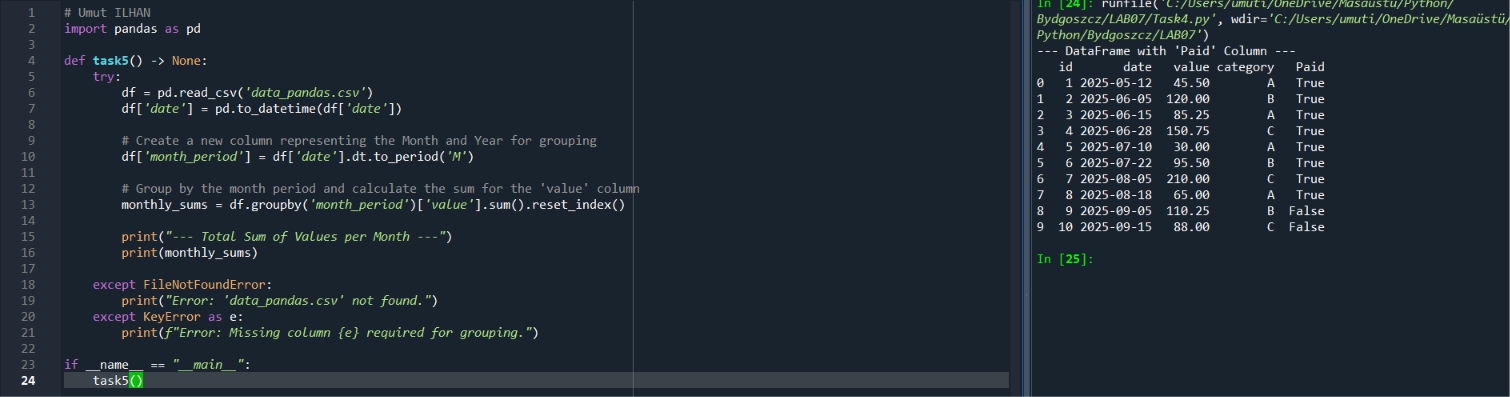 1 # Umut ILHAN
2 import pandas as pd
3
4 def task5() -> None:
5     try:
6         df = pd.read_csv('data_pandas.csv')
7         df['date'] = pd.to_datetime(df['date'])
8
9         # Create a new column representing the Month and Year for grouping
10         df['month_period'] = df['date'].dt.to_period('M')
11
12         # Group by the month period and calculate the sum for the 'value' column
13         monthly_sums = df.groupby('month_period')['value'].sum().reset_index()
14
15         print("--- Total Sum of Values per Month ---")
16         print(monthly_sums)
17
18     except FileNotFoundError:
19         print("Error: 'data_pandas.csv' not found.")
20     except KeyError as e:
21         print(f"Error: Missing column {e} required for grouping.")
22
23 if __name__ == "__main__":
24     task5()
In [24]: runfile('C:/Users/umuti/OneDrive/Masaüstü/Python/
Bydgoszcz/LAB07/Task4.py', wdir='C:/Users/umuti/OneDrive/Masaüstü/
Python/Bydgoszcz/LAB07')
--- DataFrame with 'Paid' Column ---
   id       date   value category   Paid
0   1 2025-05-12   45.50        A   True
1   2 2025-06-05  120.00        B   True
2   3 2025-06-15   85.25        A   True
3   4 2025-06-28  150.75        C   True
4   5 2025-07-10   30.00        A   True
5   6 2025-07-22   95.50        B   True
6   7 2025-08-05  210.00        C   True
7   8 2025-08-18   65.00        A   True
8   9 2025-09-05  110.25        B  False
9  10 2025-09-15   88.00        C  False
In [25]: